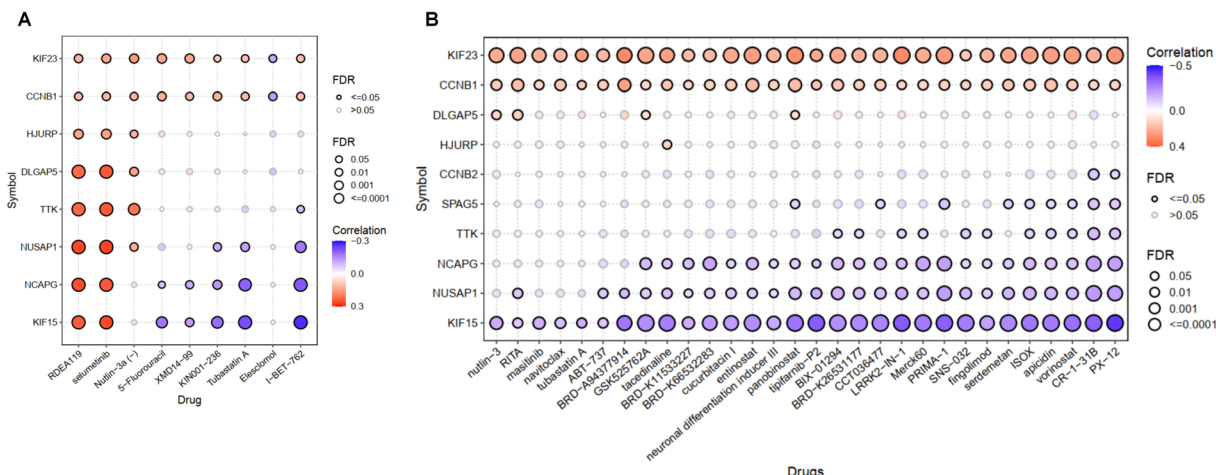 A
Symbol
KIF23
CCNB1
HJURP
DLGAP5
TTK
NUSAP1
NCAPG
KIF15
RDEA119
selumetinib
Nutlin-3a (-)
5-Fluorouracil
XMD14-99
KIN001-236
Tubastatin A
Elesclomol
I-BET-762
Drug
FDR
<=0.05
>0.05
FDR
0.05
0.01
0.001
<=0.0001
Correlation
-0.3
0.0
0.3
B
Symbol
KIF23
CCNB1
DLGAP5
HJURP
CCNB2
SPAG5
TTK
NCAPG
NUSAP1
KIF15
nutlin-3
RITA
masitinib
navitoclax
tubastatin A
ABT-737
BRD-A94377914
GSK525762A
tacedinaline
BRD-K11533227
BRD-K66532283
cucurbitacin I
entinostat
neuronal differentiation inducer III
panobinostat
tipifarnib-P2
BIX-01294
BRD-K26531177
CCT036477
LRRK2-IN-1
Merck60
PRIMA-1
SNS-032
fingolimod
serdemetan
ISOX
apicidin
vorinostat
CR-1-31B
PX-12
Drugs
Correlation
-0.5
0.0
0.4
FDR
<=0.05
>0.05
FDR
0.05
0.01
0.001
<=0.0001